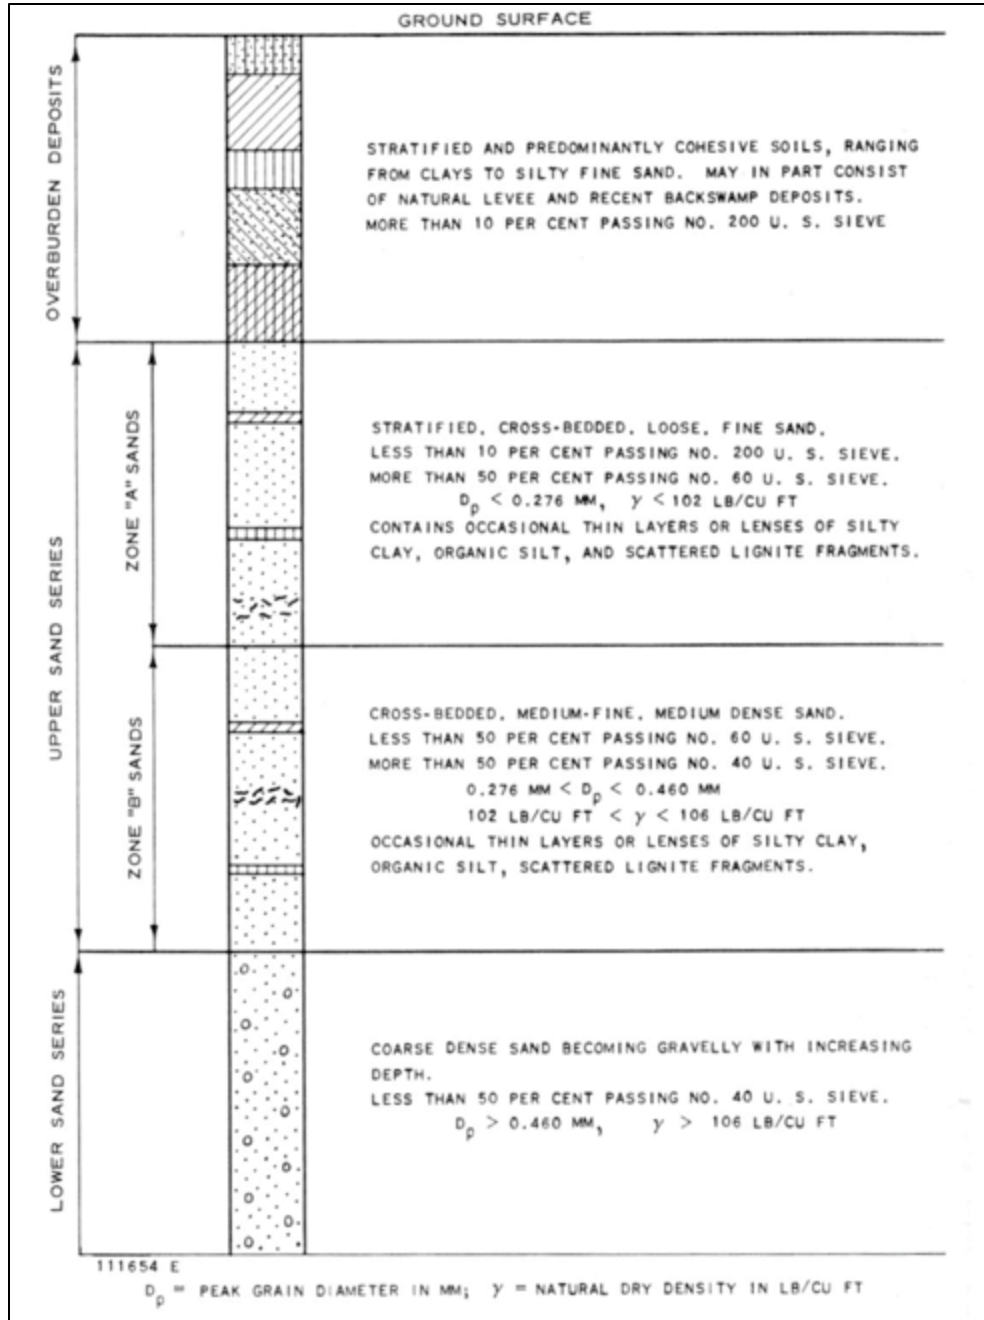 GROUND SURFACE
OVERBURDEN DEPOSITS
STRATIFIED AND PREDOMINANTLY COHESIVE SOILS, RANGING
FROM CLAYS TO SILTY FINE SAND. MAY IN PART CONSIST
OF NATURAL LEVEE AND RECENT BACKSWAMP DEPOSITS.
MORE THAN 10 PER CENT PASSING NO. 200 U. S. SIEVE
UPPER SAND SERIES
ZONE "A" SANDS
STRATIFIED, CROSS-BEDDED, LOOSE, FINE SAND.
LESS THAN 10 PER CENT PASSING NO. 200 U. S. SIEVE.
MORE THAN 50 PER CENT PASSING NO. 60 U. S. SIEVE.
Dp < 0.276 MM, γ < 102 LB/CU FT
CONTAINS OCCASIONAL THIN LAYERS OR LENSES OF SILTY
CLAY, ORGANIC SILT, AND SCATTERED LIGNITE FRAGMENTS.
ZONE "B" SANDS
CROSS-BEDDED, MEDIUM-FINE, MEDIUM DENSE SAND.
LESS THAN 50 PER CENT PASSING NO. 60 U. S. SIEVE.
MORE THAN 50 PER CENT PASSING NO. 40 U. S. SIEVE.
0.276 MM < Dp < 0.460 MM
102 LB/CU FT < γ < 106 LB/CU FT
OCCASIONAL THIN LAYERS OR LENSES OF SILTY CLAY,
ORGANIC SILT, SCATTERED LIGNITE FRAGMENTS.
LOWER SAND SERIES
COARSE DENSE SAND BECOMING GRAVELLY WITH INCREASING
DEPTH.
LESS THAN 50 PER CENT PASSING NO. 40 U. S. SIEVE.
Dp > 0.460 MM, γ > 106 LB/CU FT
111654 E
Dp = PEAK GRAIN DIAMETER IN MM; γ = NATURAL DRY DENSITY IN LB/CU FT